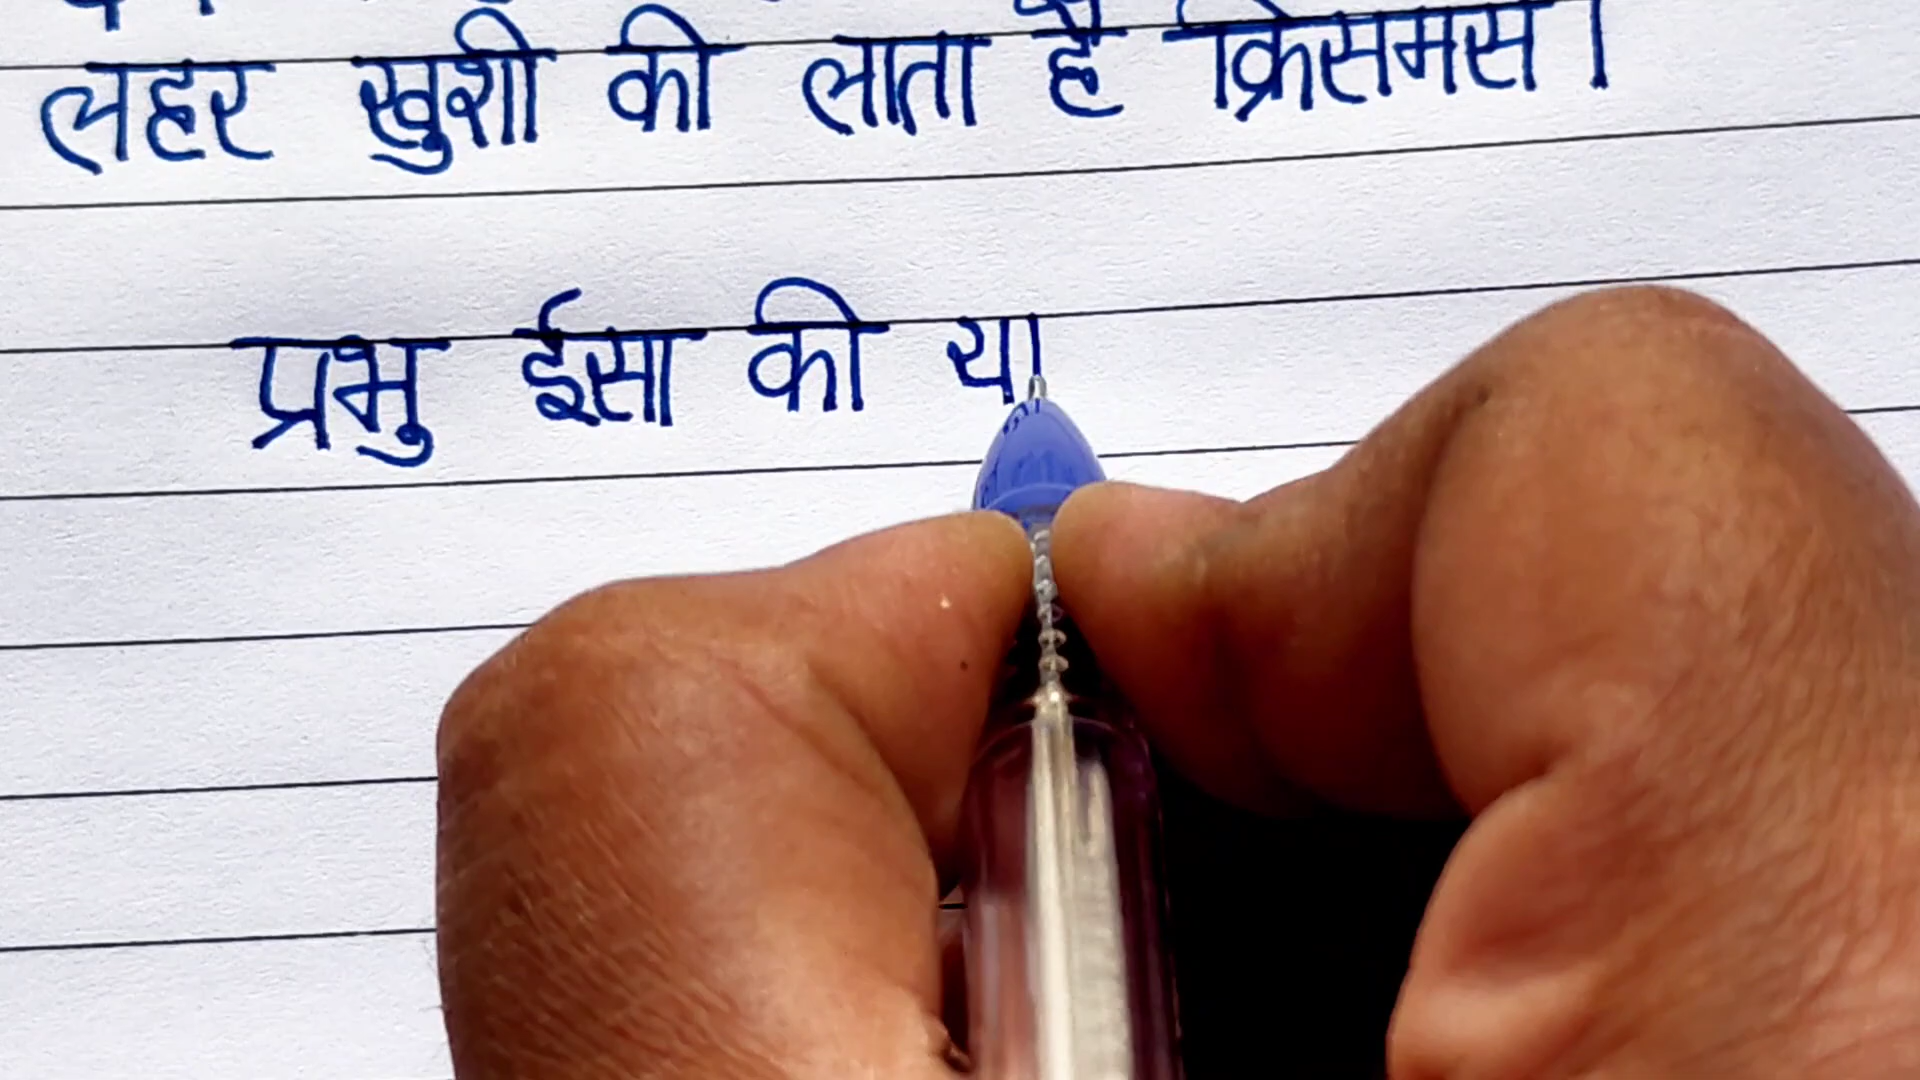 लहर खुशी की लाता है क्रिसमस।
प्रभु ईसा की या